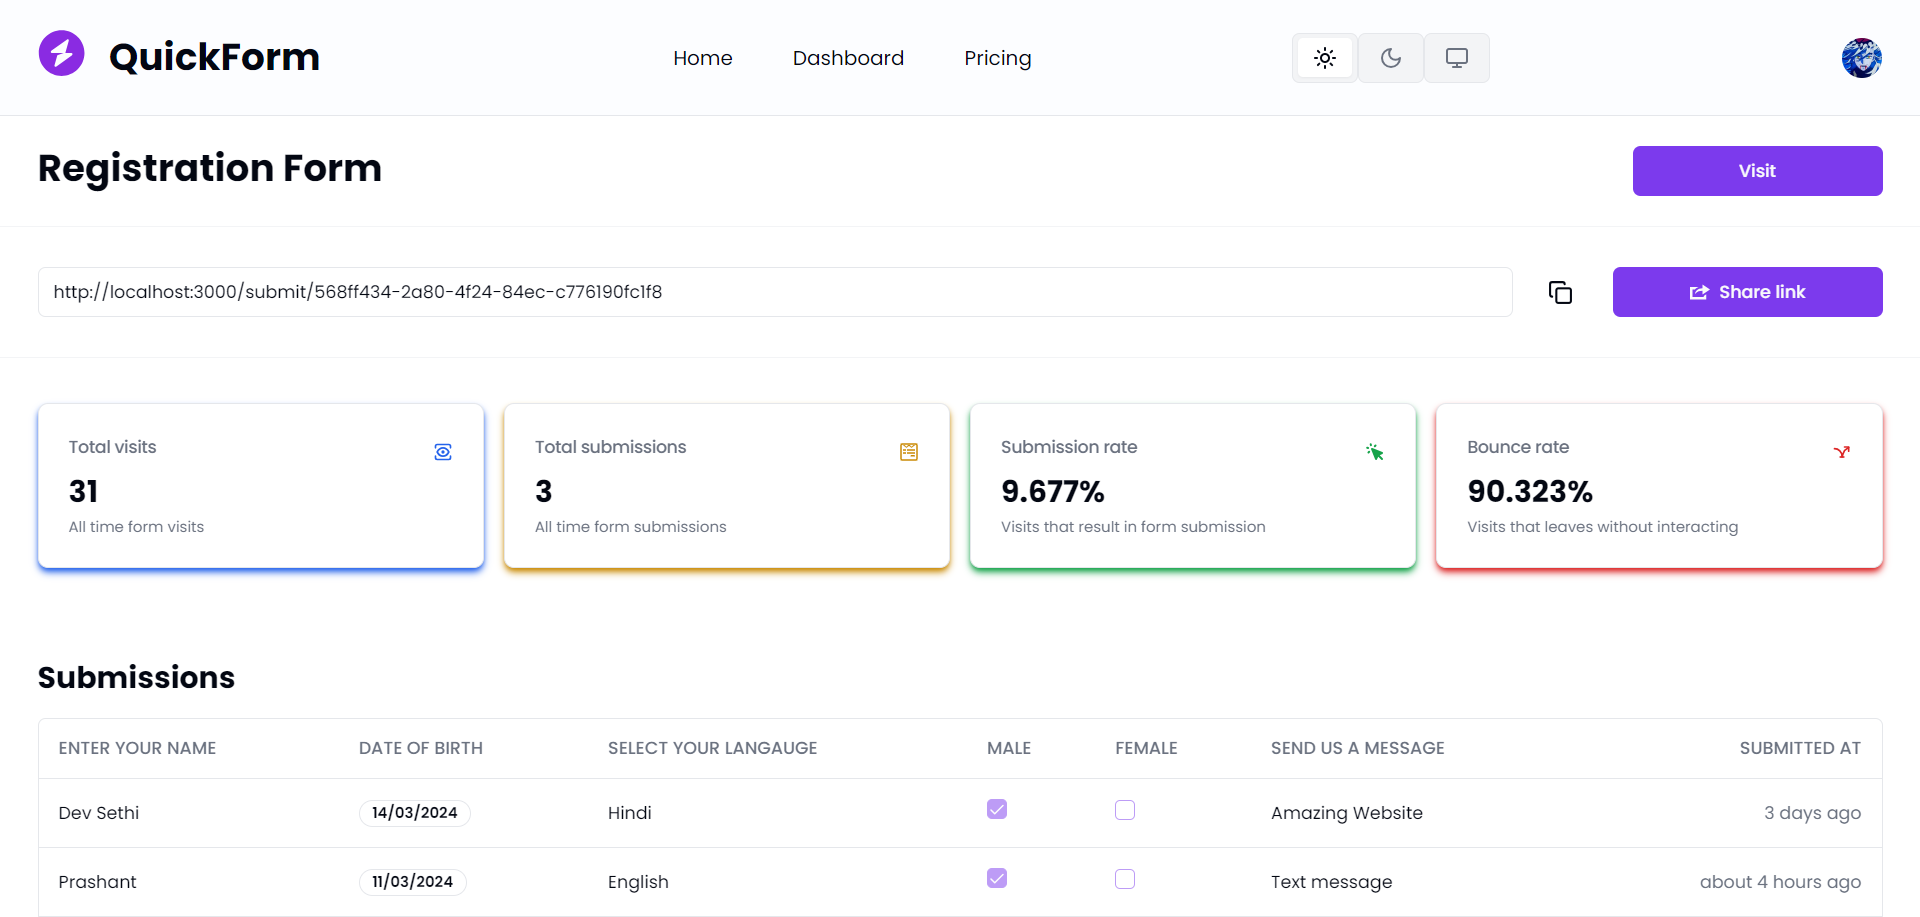 QuickForm
Home Dashboard Pricing
Registration Form
Visit
http://localhost:3000/submit/568ff434-2a80-4f24-84ec-c776190fc1f8
Share link
Total visits
31
All time form visits
Total submissions
3
All time form submissions
Submission rate
9.677%
Visits that result in form submission
Bounce rate
90.323%
Visits that leaves without interacting
Submissions
ENTER YOUR NAME DATE OF BIRTH SELECT YOUR LANGAUGE MALE FEMALE SEND US A MESSAGE SUBMITTED AT
Dev Sethi 14/03/2024 Hindi Amazing Website 3 days ago
Prashant 11/03/2024 English Text message about 4 hours ago